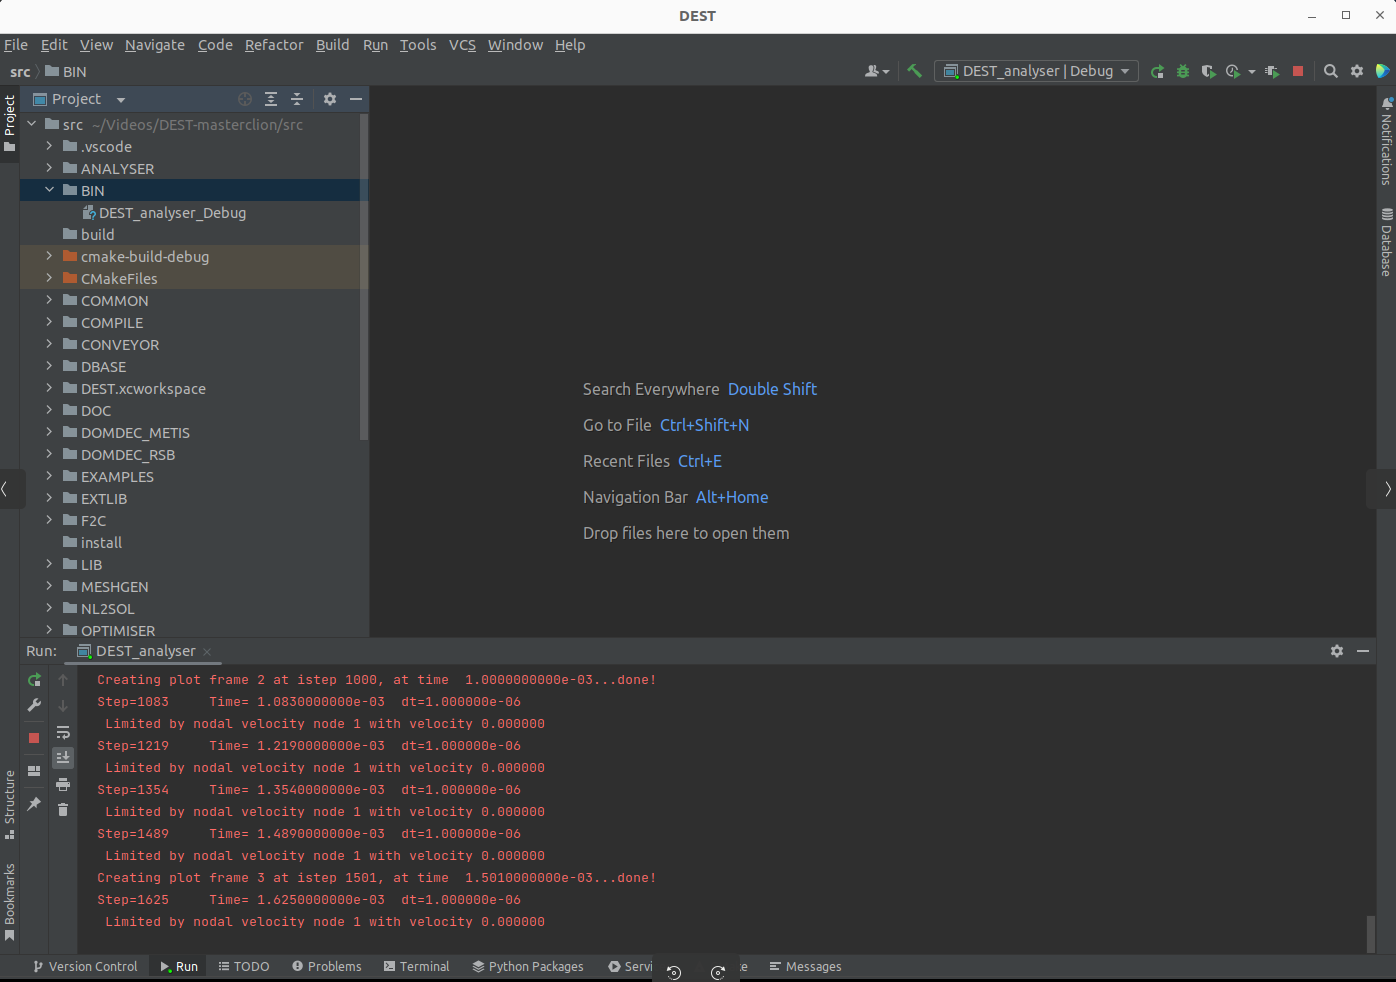 DEST
File Edit View Navigate Code Refactor Build Run Tools VCS Window Help
src BIN
DEST_analyser | Debug
Project
Project
src ~/Videos/DEST-masterclion/src
.vscode
ANALYSER
BIN
DEST_analyser_Debug
build
cmake-build-debug
CMakeFiles
COMMON
COMPILE
CONVEYOR
DBASE
DEST.xcworkspace
DOC
DOMDEC_METIS
DOMDEC_RSB
EXAMPLES
EXTLIB
F2C
install
LIB
MESHGEN
NL2SOL
OPTIMISER
Search Everywhere Double Shift
Go to File Ctrl+Shift+N
Recent Files Ctrl+E
Navigation Bar Alt+Home
Drop files here to open them
Notifications
Database
Run: DEST_analyser
Creating plot frame 2 at istep 1000, at time 1.0000000000e-03...done!
Step=1083 Time= 1.0830000000e-03 dt=1.000000e-06
Limited by nodal velocity node 1 with velocity 0.000000
Step=1219 Time= 1.2190000000e-03 dt=1.000000e-06
Limited by nodal velocity node 1 with velocity 0.000000
Step=1354 Time= 1.3540000000e-03 dt=1.000000e-06
Limited by nodal velocity node 1 with velocity 0.000000
Step=1489 Time= 1.4890000000e-03 dt=1.000000e-06
Limited by nodal velocity node 1 with velocity 0.000000
Creating plot frame 3 at istep 1501, at time 1.5010000000e-03...done!
Step=1625 Time= 1.6250000000e-03 dt=1.000000e-06
Limited by nodal velocity node 1 with velocity 0.000000
Structure
Bookmarks
Version Control Run TODO Problems Terminal Python Packages Servi Messages